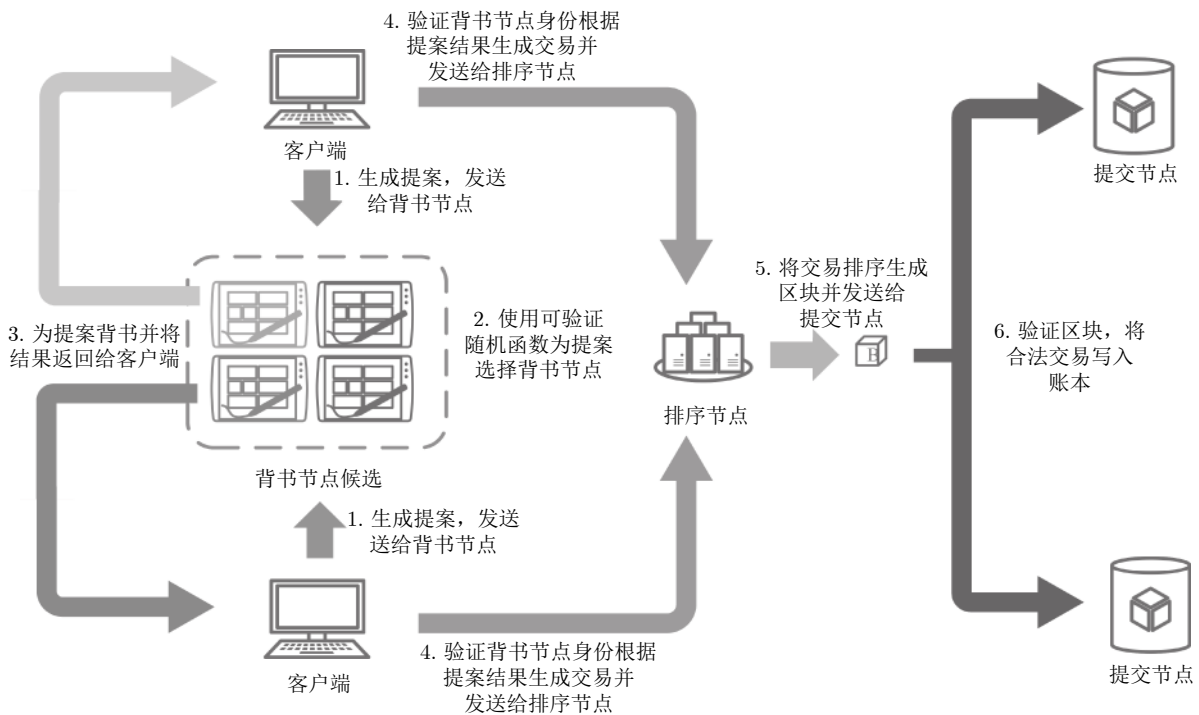 4. 验证背书节点身份根据
提案结果生成交易并
发送给排序节点
客户端
1. 生成提案，发送
给背书节点
提交节点
3. 为提案背书并将
结果返回给客户端
2. 使用可验证
随机函数为提案
选择背书节点
5. 将交易排序生成
区块并发送给
提交节点
B
6. 验证区块，将
合法交易写入
账本
排序节点
背书节点候选
1. 生成提案，发送
送给背书节点
客户端
4. 验证背书节点身份根据
提案结果生成交易并
发送给排序节点
提交节点